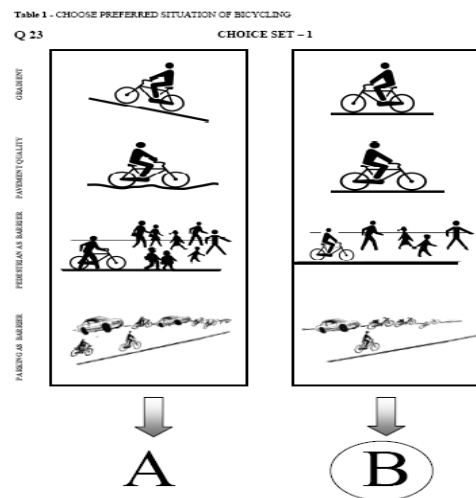 Table 1 - CHOOSE PREFERRED SITUATION OF BICYCLING
Q 23
CHOICE SET – 1
GRADIENT
PAVEMENT QUALITY
PEDESTRIAN AS BARRIER
PARKING AS BARRIER
A
B